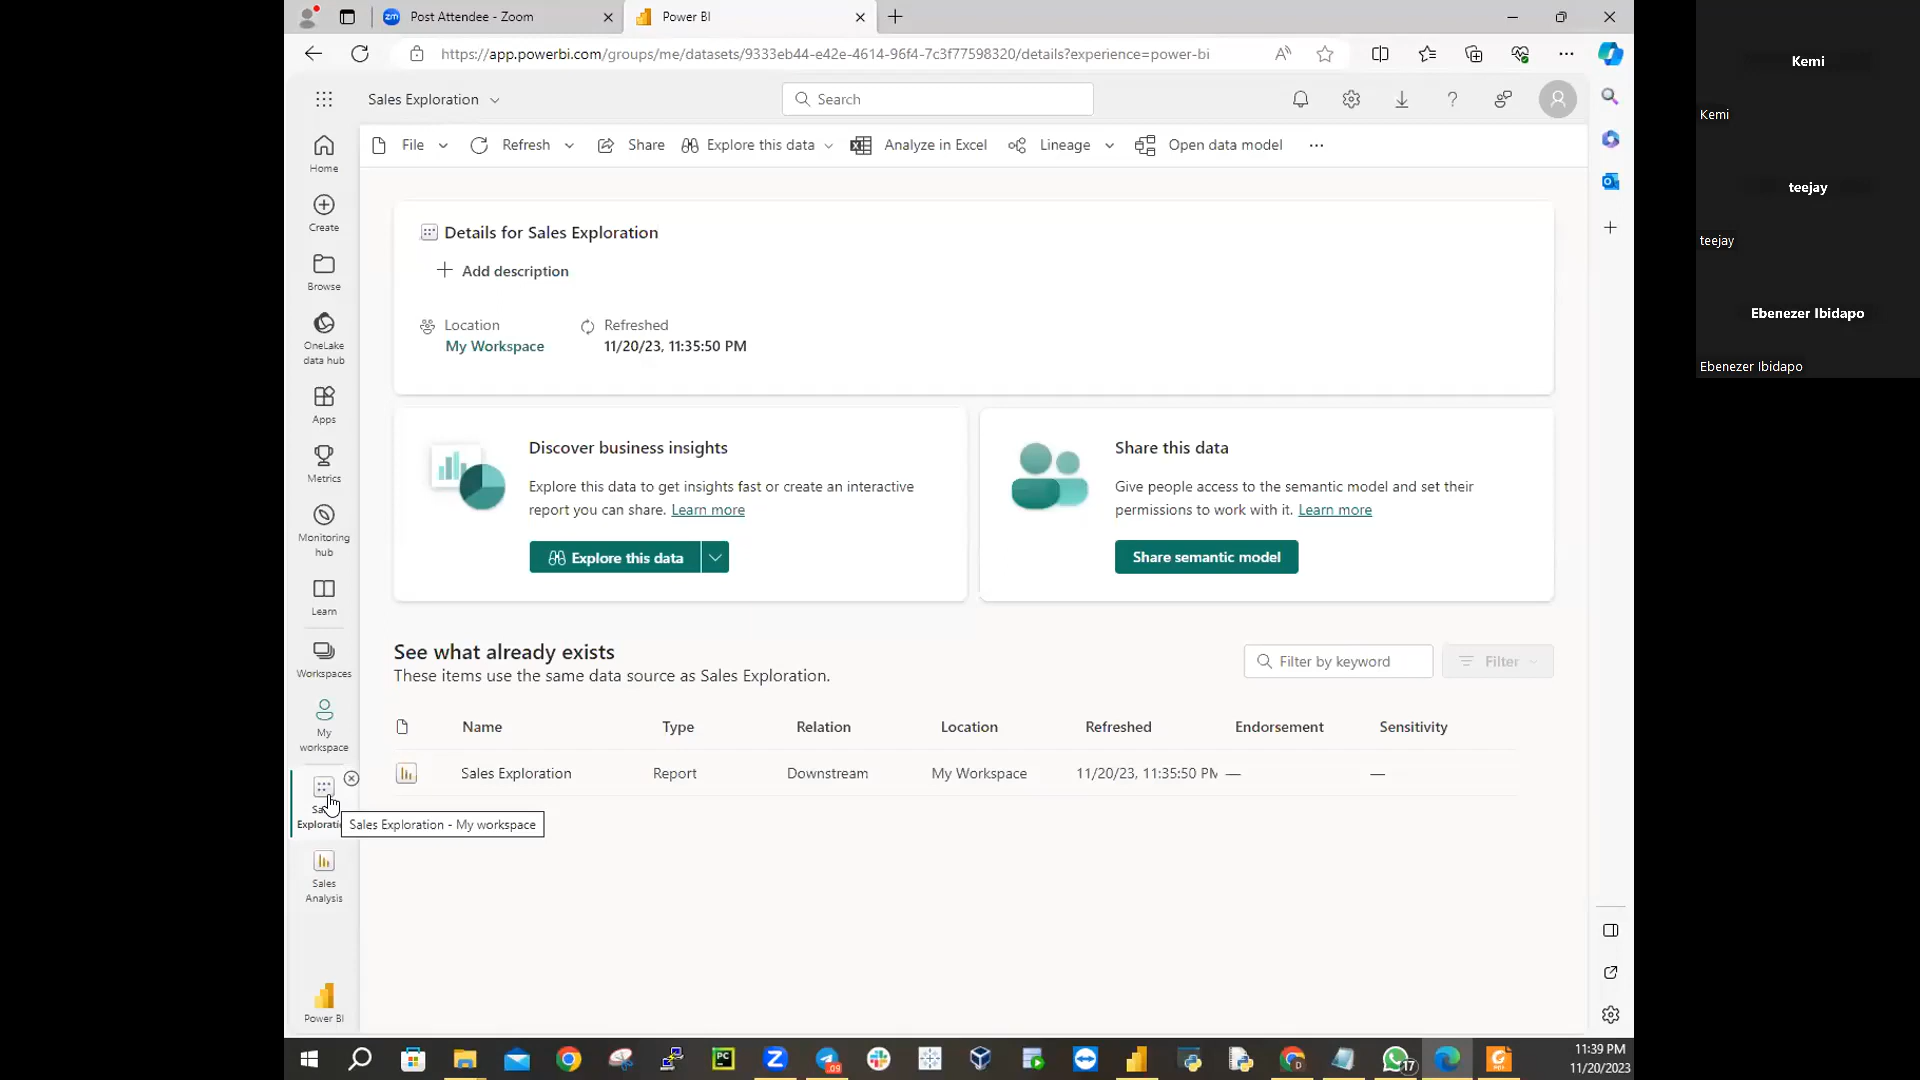 Post Attendee - Zoom
Power BI
https://app.powerbi.com/groups/me/datasets/9333eb44-e42e-4614-96f4-7c3f77598320/details?experience=power-bi
Sales Exploration
Search
File
Refresh
Share
Explore this data
Analyze in Excel
Lineage
Open data model
Home
Create
Browse
OneLake
data hub
Apps
Metrics
Monitoring
hub
Learn
Workspaces
My
workspace
Sales Exploration - My workspace
Sales
Analysis
Power BI
Details for Sales Exploration
Add description
Location
My Workspace
Refreshed
11/20/23, 11:35:50 PM
Discover business insights
Explore this data to get insights fast or create an interactive
report you can share. Learn more
Explore this data
Share this data
Give people access to the semantic model and set their
permissions to work with it. Learn more
Share semantic model
See what already exists
These items use the same data source as Sales Exploration.
Filter by keyword
Filter
Name Type Relation Location Refreshed Endorsement Sensitivity
Sales Exploration Report Downstream My Workspace 11/20/23, 11:35:50 PM — —
Kemi
Kemi
teejay
teejay
Ebenezer Ibidapo
Ebenezer Ibidapo
17
11:39 PM
11/20/2023